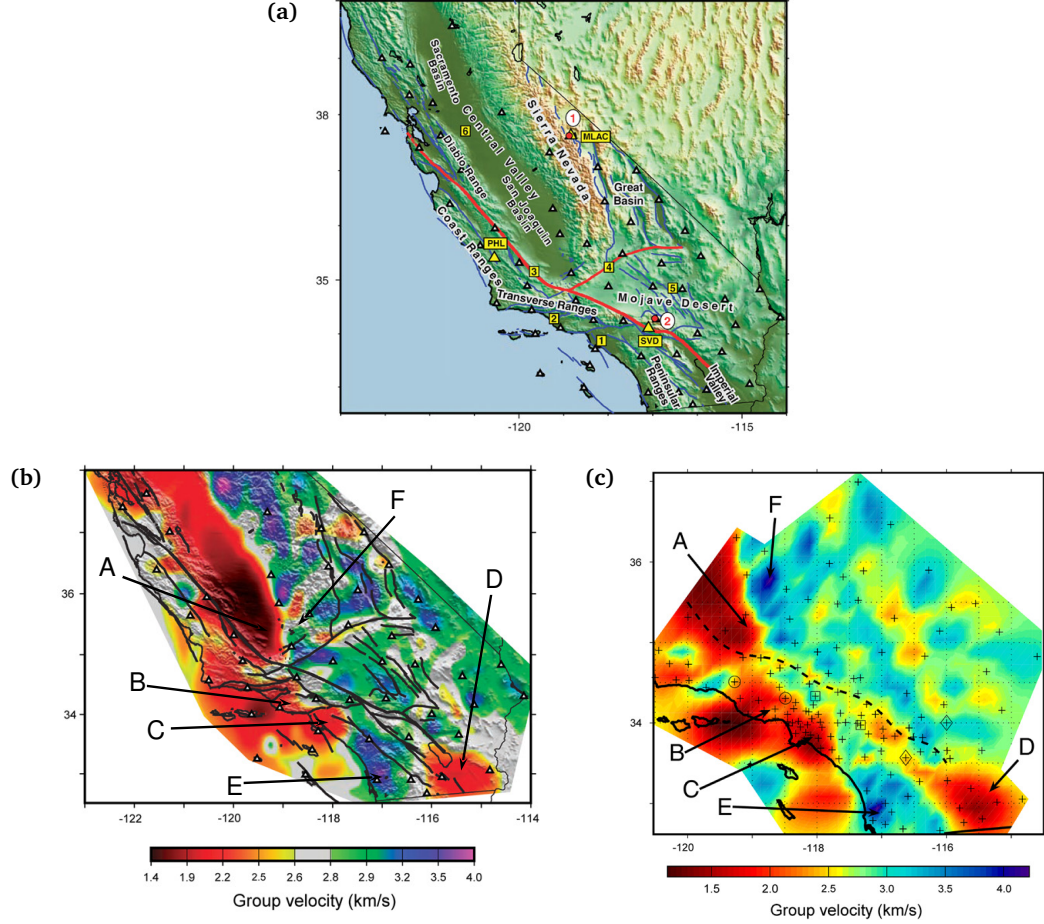 (a)
38
35
-120
-115
Sacramento Central Valley
Basin
San Joaquin
Basin
Sierra Nevada
Diablo Range
Coast Ranges
Great
Basin
Transverse Ranges
Mojave Desert
Peninsular
Ranges
Imperial
Valley
1
MLAC
6
PHL
3
4
5
2
2
1
SVD
(b)
A
B
C
D
E
F
36
34
-122
-120
-119
-118
-116
-114
1.4 1.9 2.2 2.5 2.6 2.8 2.9 3.2 3.5 4.0
Group velocity (km/s)
(c)
A
F
B
C
D
E
36
34
-120
-118
-116
1.5 2.0 2.5 3.0 3.5 4.0
Group velocity (km/s)